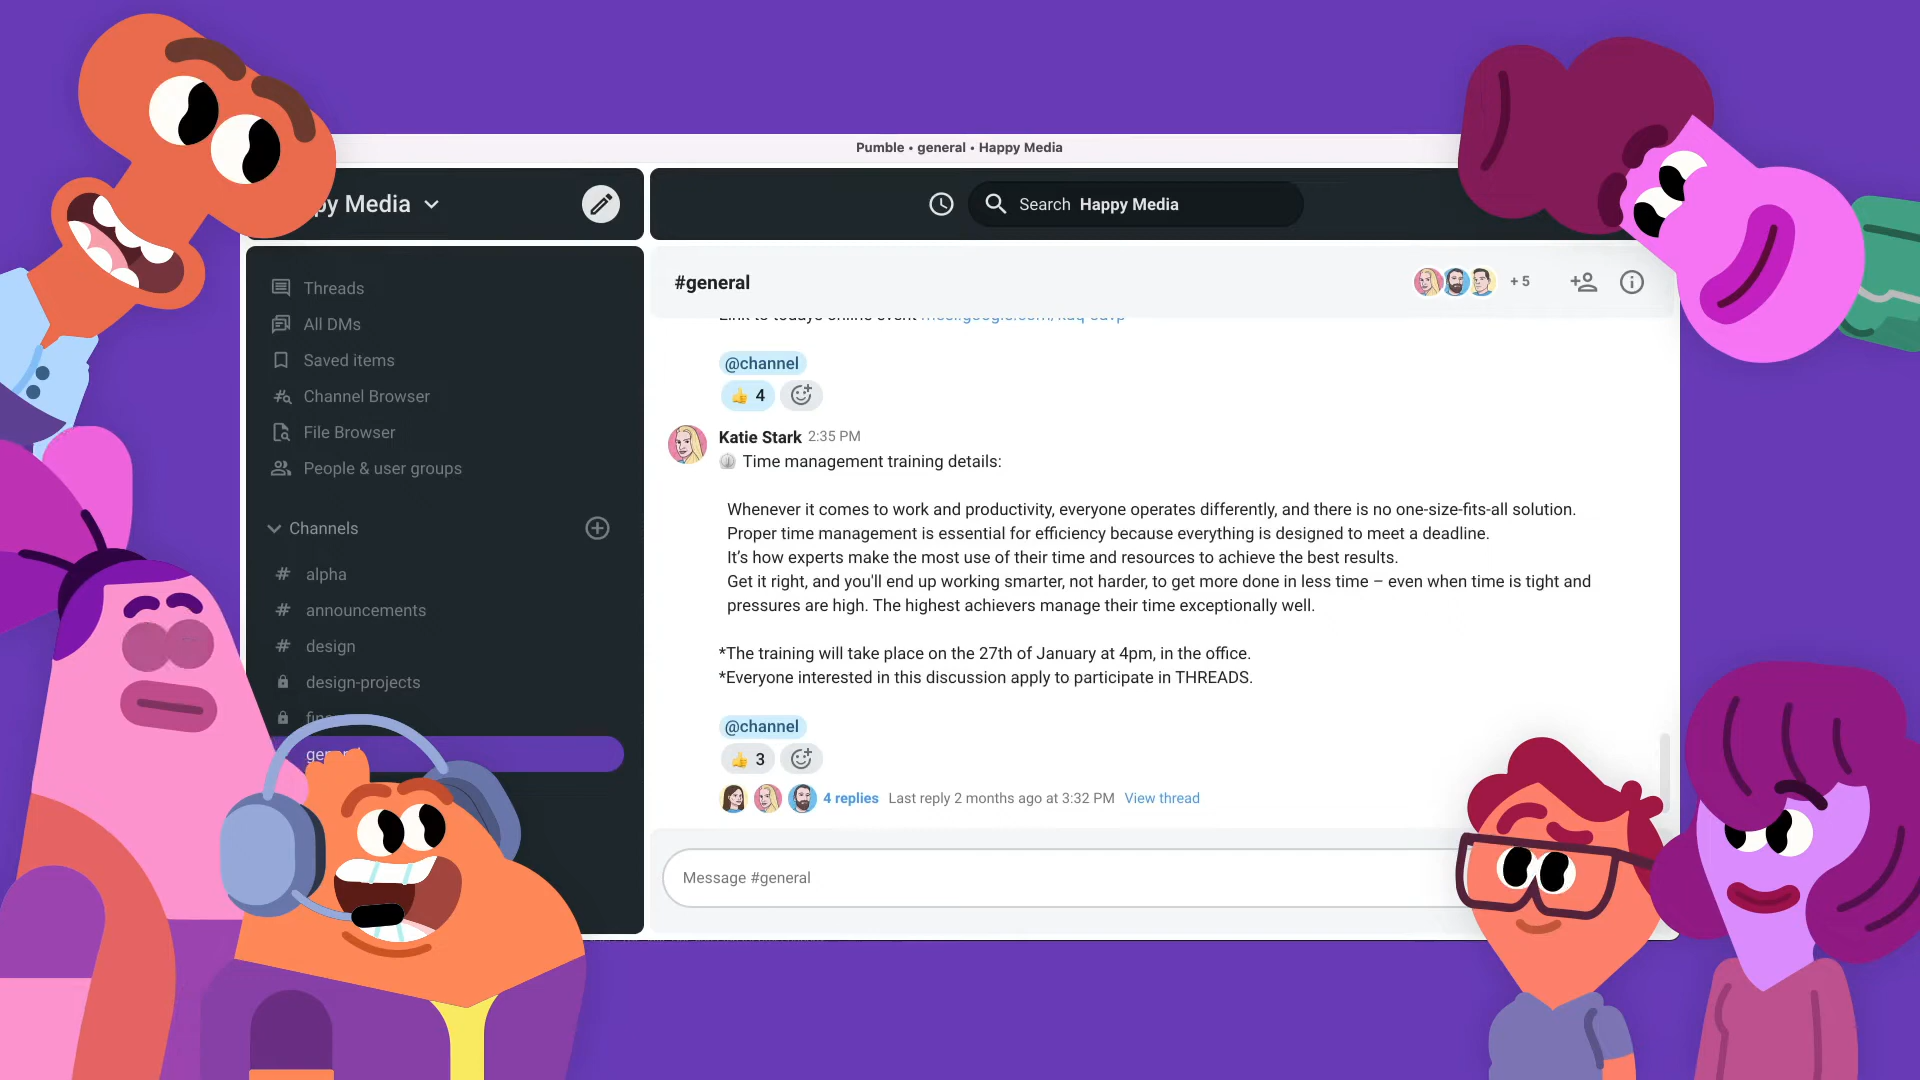 Pumble • general • Happy Media
py Media
Search Happy Media
Threads
All DMs
Saved items
Channel Browser
File Browser
People & user groups
Channels
# alpha
# announcements
# design
design-projects
#general
+ 5
@channel
4
Katie Stark 2:35 PM
Time management training details:
Whenever it comes to work and productivity, everyone operates differently, and there is no one-size-fits-all solution.
Proper time management is essential for efficiency because everything is designed to meet a deadline.
It's how experts make the most use of their time and resources to achieve the best results.
Get it right, and you'll end up working smarter, not harder, to get more done in less time – even when time is tight and
pressures are high. The highest achievers manage their time exceptionally well.
*The training will take place on the 27th of January at 4pm, in the office.
*Everyone interested in this discussion apply to participate in THREADS.
@channel
3
4 replies Last reply 2 months ago at 3:32 PM View thread
Message #general